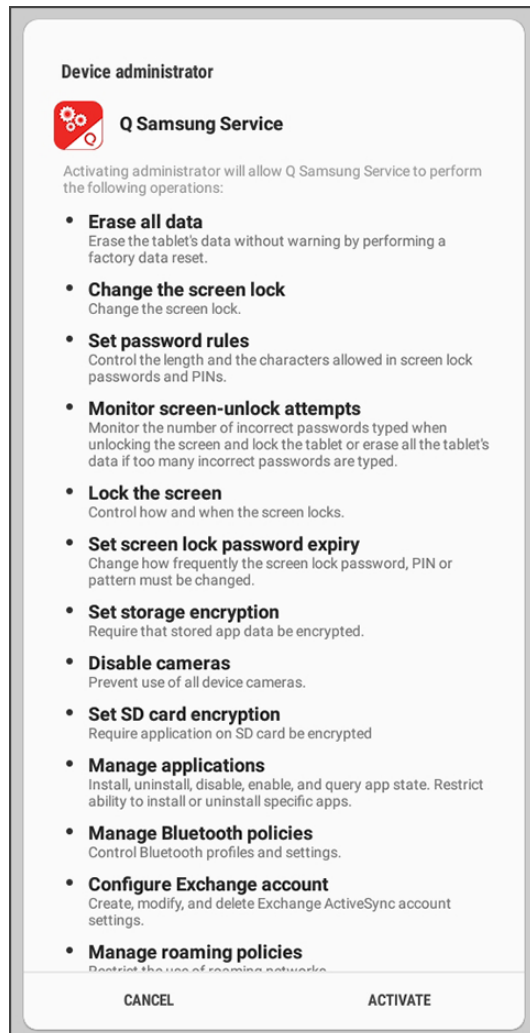 Device administrator
Q Samsung Service
Activating administrator will allow Q Samsung Service to perform
the following operations:
• Erase all data
Erase the tablet's data without warning by performing a
factory data reset.
• Change the screen lock
Change the screen lock.
• Set password rules
Control the length and the characters allowed in screen lock
passwords and PINs.
• Monitor screen-unlock attempts
Monitor the number of incorrect passwords typed when
unlocking the screen and lock the tablet or erase all the tablet's
data if too many incorrect passwords are typed.
• Lock the screen
Control how and when the screen locks.
• Set screen lock password expiry
Change how frequently the screen lock password, PIN or
pattern must be changed.
• Set storage encryption
Require that stored app data be encrypted.
• Disable cameras
Prevent use of all device cameras.
• Set SD card encryption
Require application on SD card be encrypted
• Manage applications
Install, uninstall, disable, enable, and query app state. Restrict
ability to install or uninstall specific apps.
• Manage Bluetooth policies
Control Bluetooth profiles and settings.
• Configure Exchange account
Create, modify, and delete Exchange ActiveSync account
settings.
• Manage roaming policies
Restrict the use of roaming networks
CANCEL
ACTIVATE